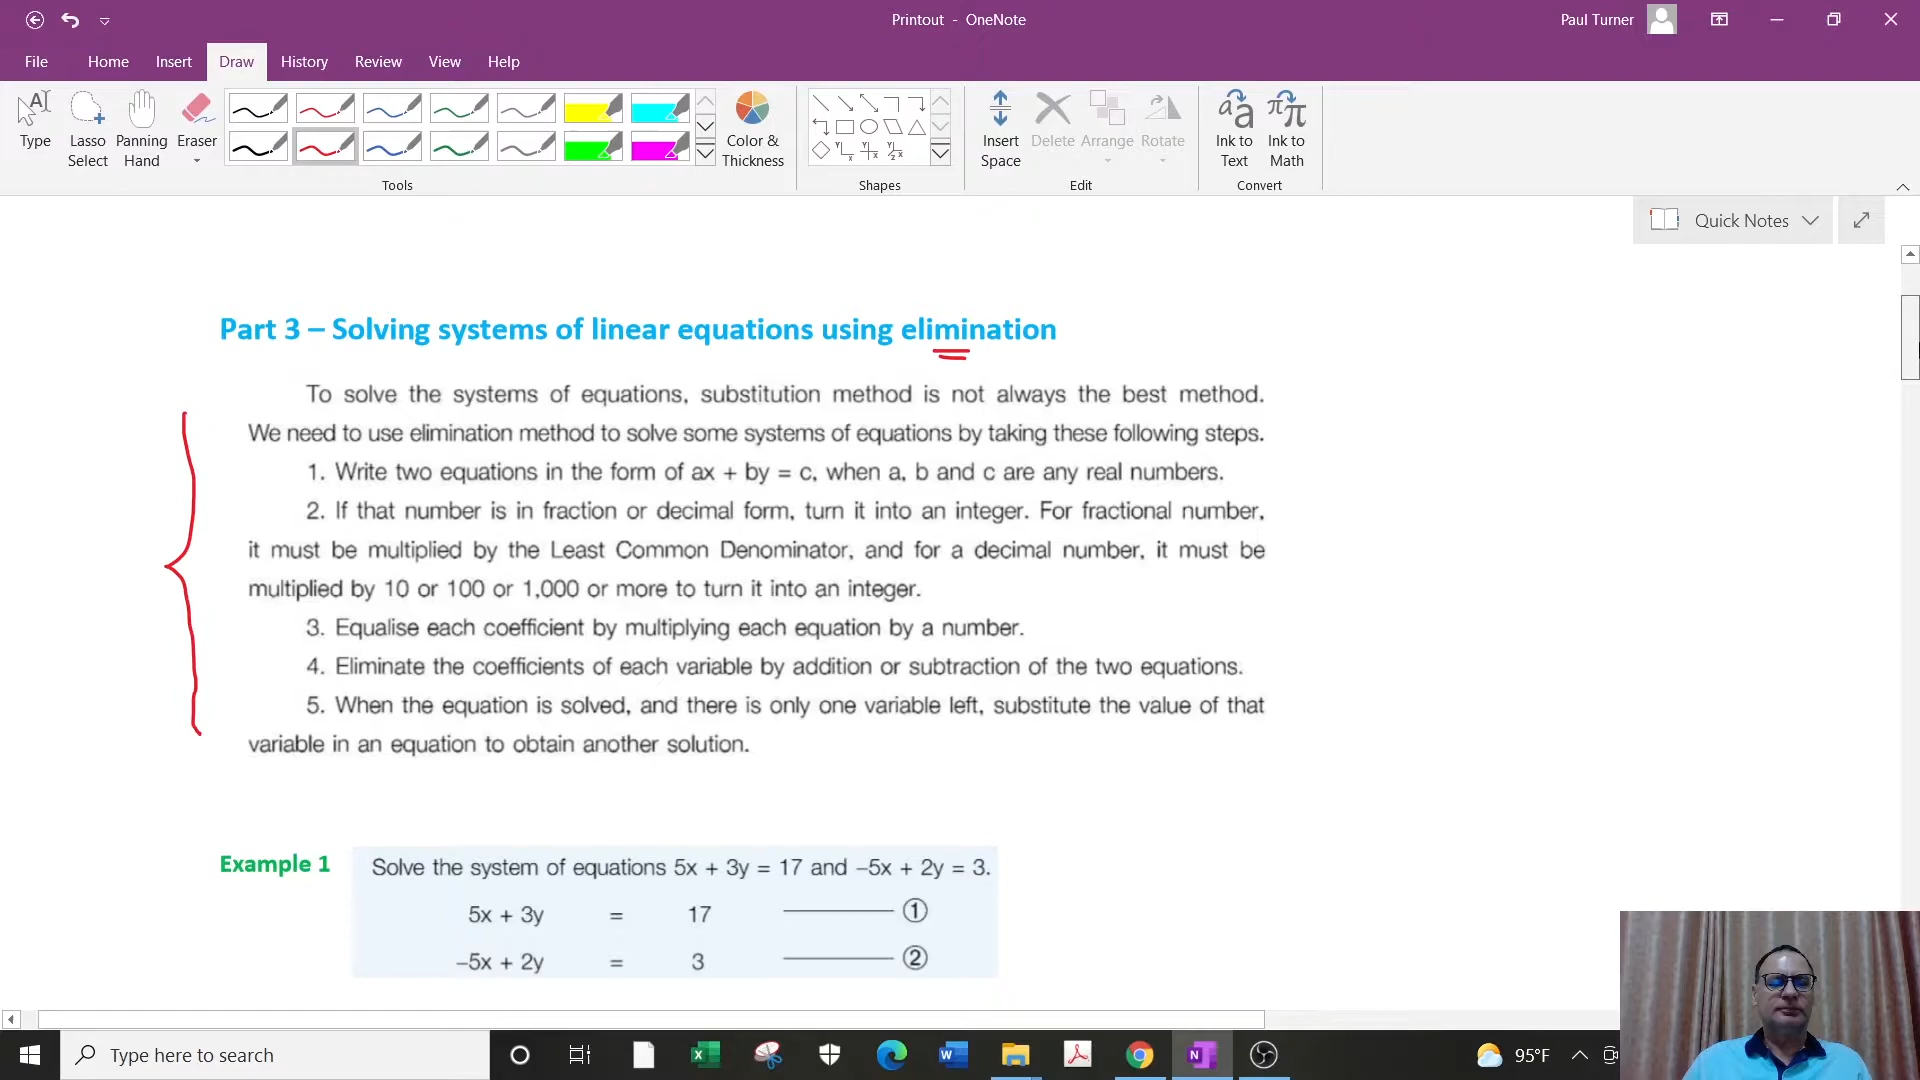 Printout - OneNote
Paul Turner
File Home Insert Draw History Review View Help
Type
Lasso Select
Panning Hand
Eraser
Color & Thickness
Insert Space
Delete
Arrange
Rotate
Ink to Text
Ink to Math
Tools Shapes Edit Convert
Quick Notes
Part 3 – Solving systems of linear equations using elimination
To solve the systems of equations, substitution method is not always the best method.
We need to use elimination method to solve some systems of equations by taking these following steps.
1. Write two equations in the form of ax + by = c, when a, b and c are any real numbers.
2. If that number is in fraction or decimal form, turn it into an integer. For fractional number,
it must be multiplied by the Least Common Denominator, and for a decimal number, it must be
multiplied by 10 or 100 or 1,000 or more to turn it into an integer.
3. Equalise each coefficient by multiplying each equation by a number.
4. Eliminate the coefficients of each variable by addition or subtraction of the two equations.
5. When the equation is solved, and there is only one variable left, substitute the value of that
variable in an equation to obtain another solution.
Example 1 Solve the system of equations 5x + 3y = 17 and –5x + 2y = 3.
5x + 3y = 17 ①
–5x + 2y = 3 ②
Type here to search
95°F